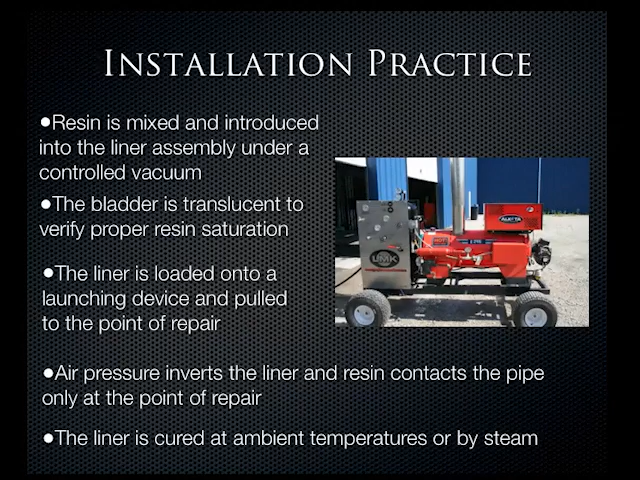 INSTALLATION PRACTICE
•Resin is mixed and introduced
into the liner assembly under a
controlled vacuum
•The bladder is translucent to
verify proper resin saturation
•The liner is loaded onto a
launching device and pulled
to the point of repair
•Air pressure inverts the liner and resin contacts the pipe
only at the point of repair
•The liner is cured at ambient temperatures or by steam
ALKOTA
LMK